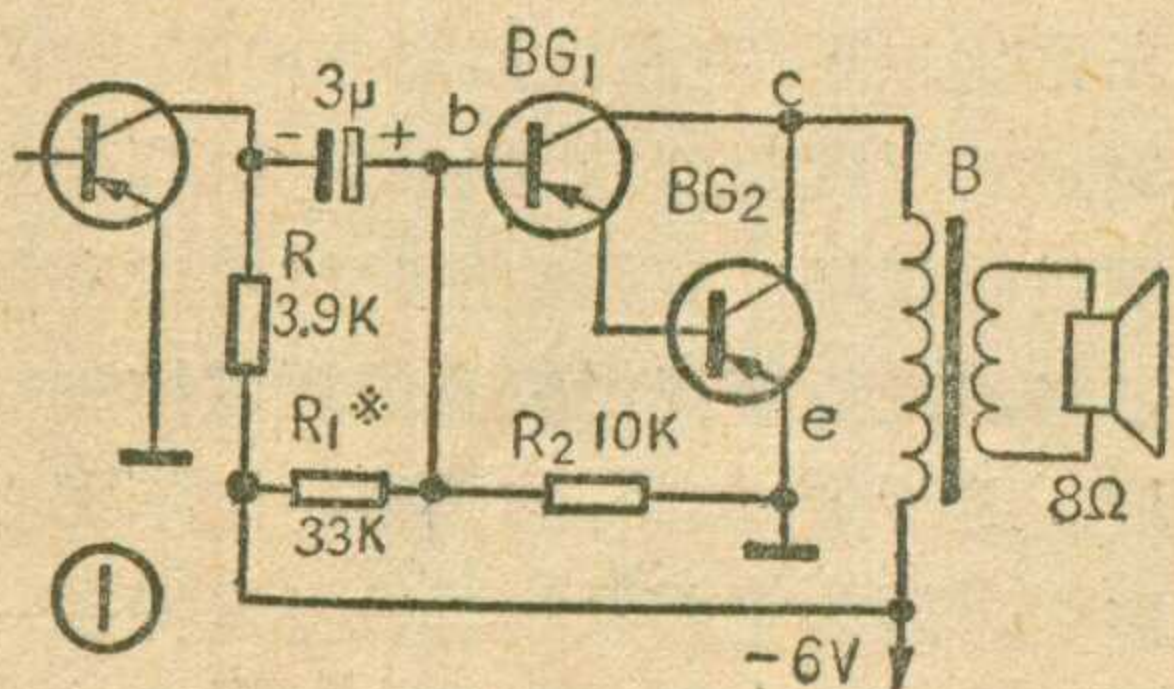 BG₁
3μ
- +
b
c
BG₂
B
R
3.9K
R₁※
33K
R₂ 10K
e
8Ω
①
-6V